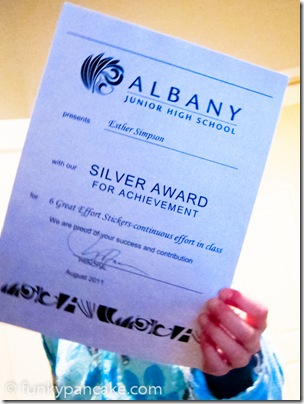 ALBANY
JUNIOR HIGH SCHOOL
presents
Esther Simpson
with our
SILVER AWARD
FOR ACHIEVEMENT
for 6 Great Effort Stickers-continuous effort in class
We are proud of your success and contribution
August 2011
© funkypancake.com